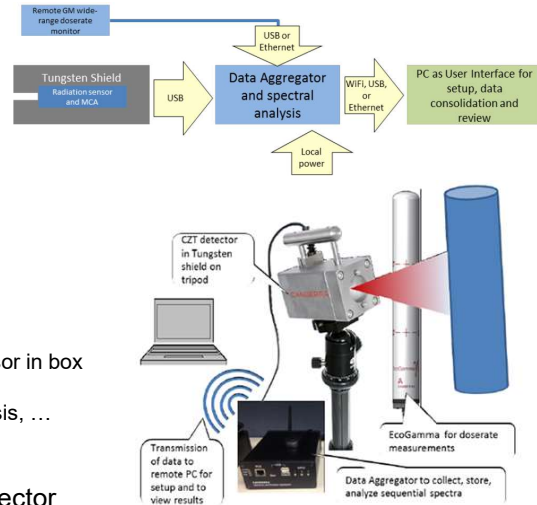 Remote GM wide-
range doserate
monitor
USB or
Ethernet
Tungsten Shield
Radiation sensor
and MCA
USB
Data Aggregator
and spectral
analysis
WiFi, USB,
or
Ethernet
PC as User Interface for
setup, data
consolidation and
review
Local
power
CZT detector
in Tungsten
shield on
tripod
CANBERRA
sor in box
sis, …
EcoGamma for doserate
measurements
Transmission
of data to
remote PC for
setup and to
view results
Data Aggregator to collect, store,
analyze sequential spectra
ector